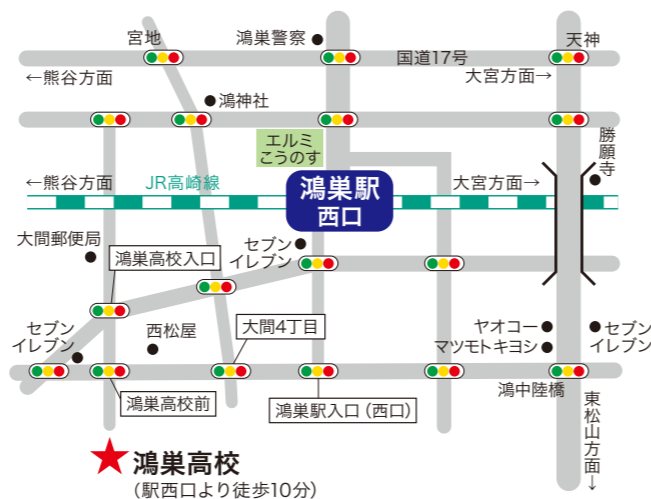 宮地
鴻巣警察
国道17号
天神
←熊谷方面
大宮方面→
鴻神社
エルミ
こうのす
勝願寺
←熊谷方面
JR高崎線
鴻巣駅
西口
大宮方面→
大間郵便局
鴻巣高校入口
セブン
イレブン
セブン
イレブン
西松屋
大間4丁目
ヤオコー
マツモトキヨシ
セブン
イレブン
鴻巣高校前
鴻巣駅入口(西口)
鴻中陸橋
東松山方面→
鴻巣高校
(駅西口より徒歩10分)